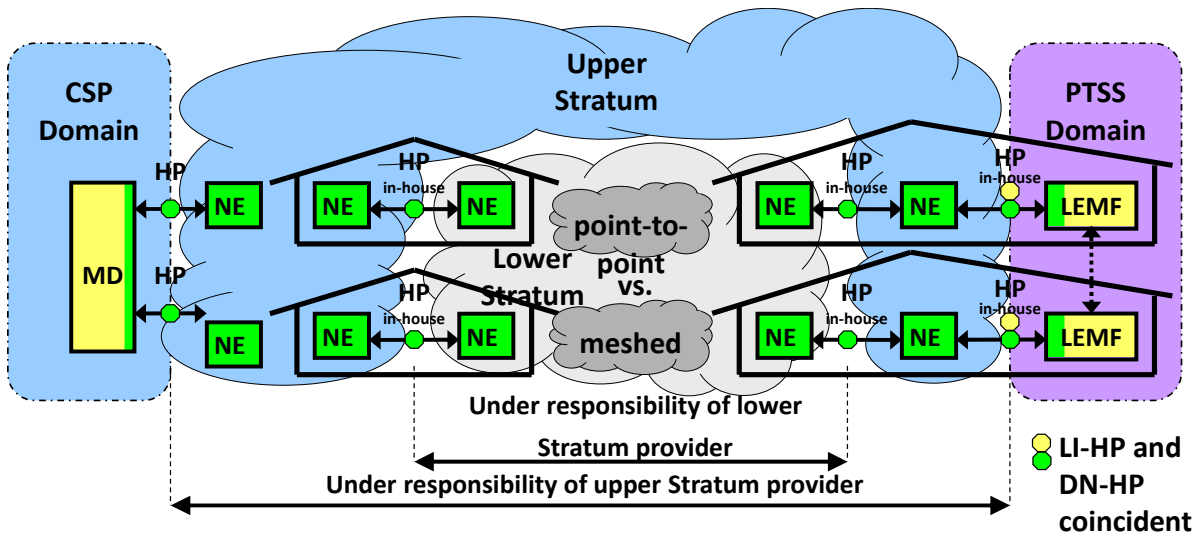 Upper
Stratum
CSP
Domain
PTSS
Domain
HP
NE
NE
HP
in-house
NE
point-to-
point
vs.
NE
HP
in-house
NE
HP
in-house
LEMF
MD
Lower
Stratum
HP
NE
NE
HP
in-house
NE
meshed
NE
HP
in-house
NE
HP
in-house
LEMF
Under responsibility of lower
Stratum provider
Under responsibility of upper Stratum provider
LI-HP and
DN-HP
coincident